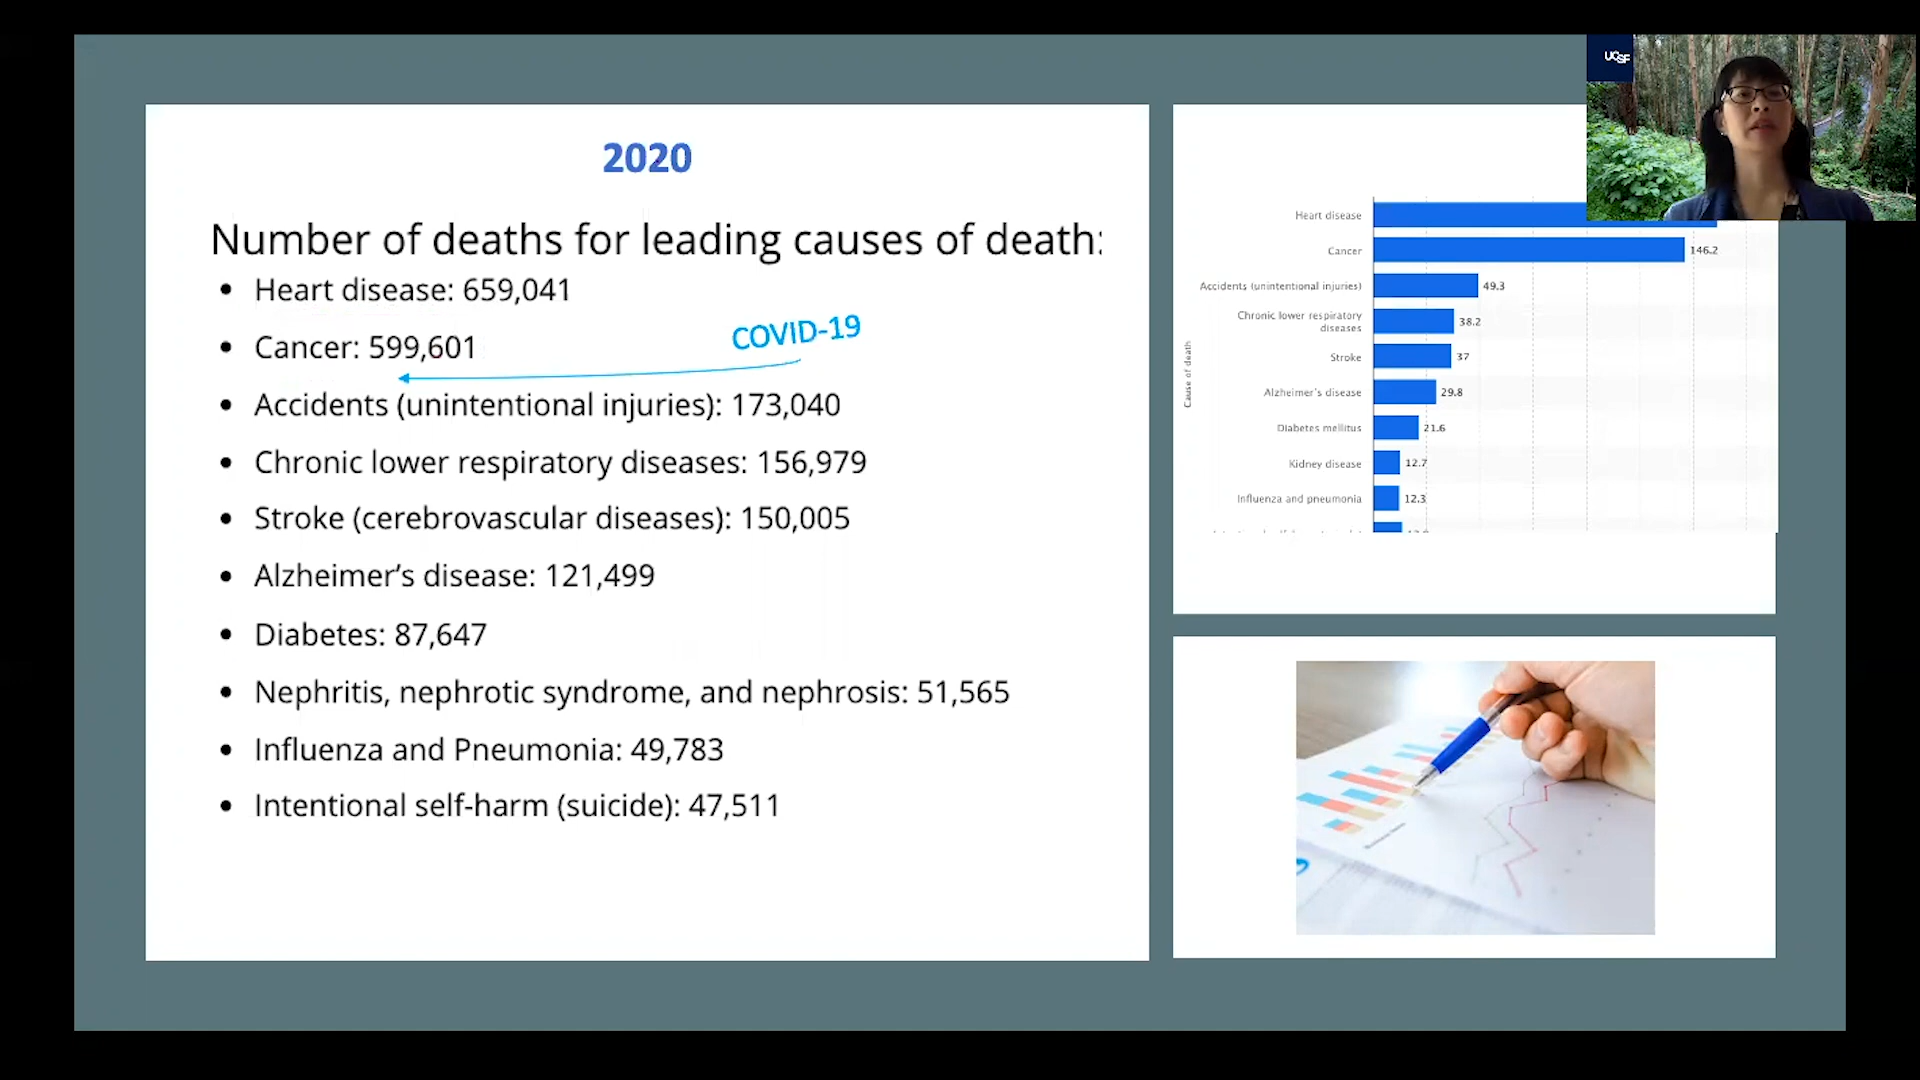 2020
Number of deaths for leading causes of death:
• Heart disease: 659,041
• Cancer: 599,601
COVID-19
• Accidents (unintentional injuries): 173,040
• Chronic lower respiratory diseases: 156,979
• Stroke (cerebrovascular diseases): 150,005
• Alzheimer’s disease: 121,499
• Diabetes: 87,647
• Nephritis, nephrotic syndrome, and nephrosis: 51,565
• Influenza and Pneumonia: 49,783
• Intentional self-harm (suicide): 47,511
UCSF
Cause of death
Heart disease
Cancer 146.2
Accidents (unintentional injuries) 49.3
Chronic lower respiratory
diseases 38.2
Stroke 37
Alzheimer's disease 29.8
Diabetes mellitus 21.6
Kidney disease 12.7
Influenza and pneumonia 12.3